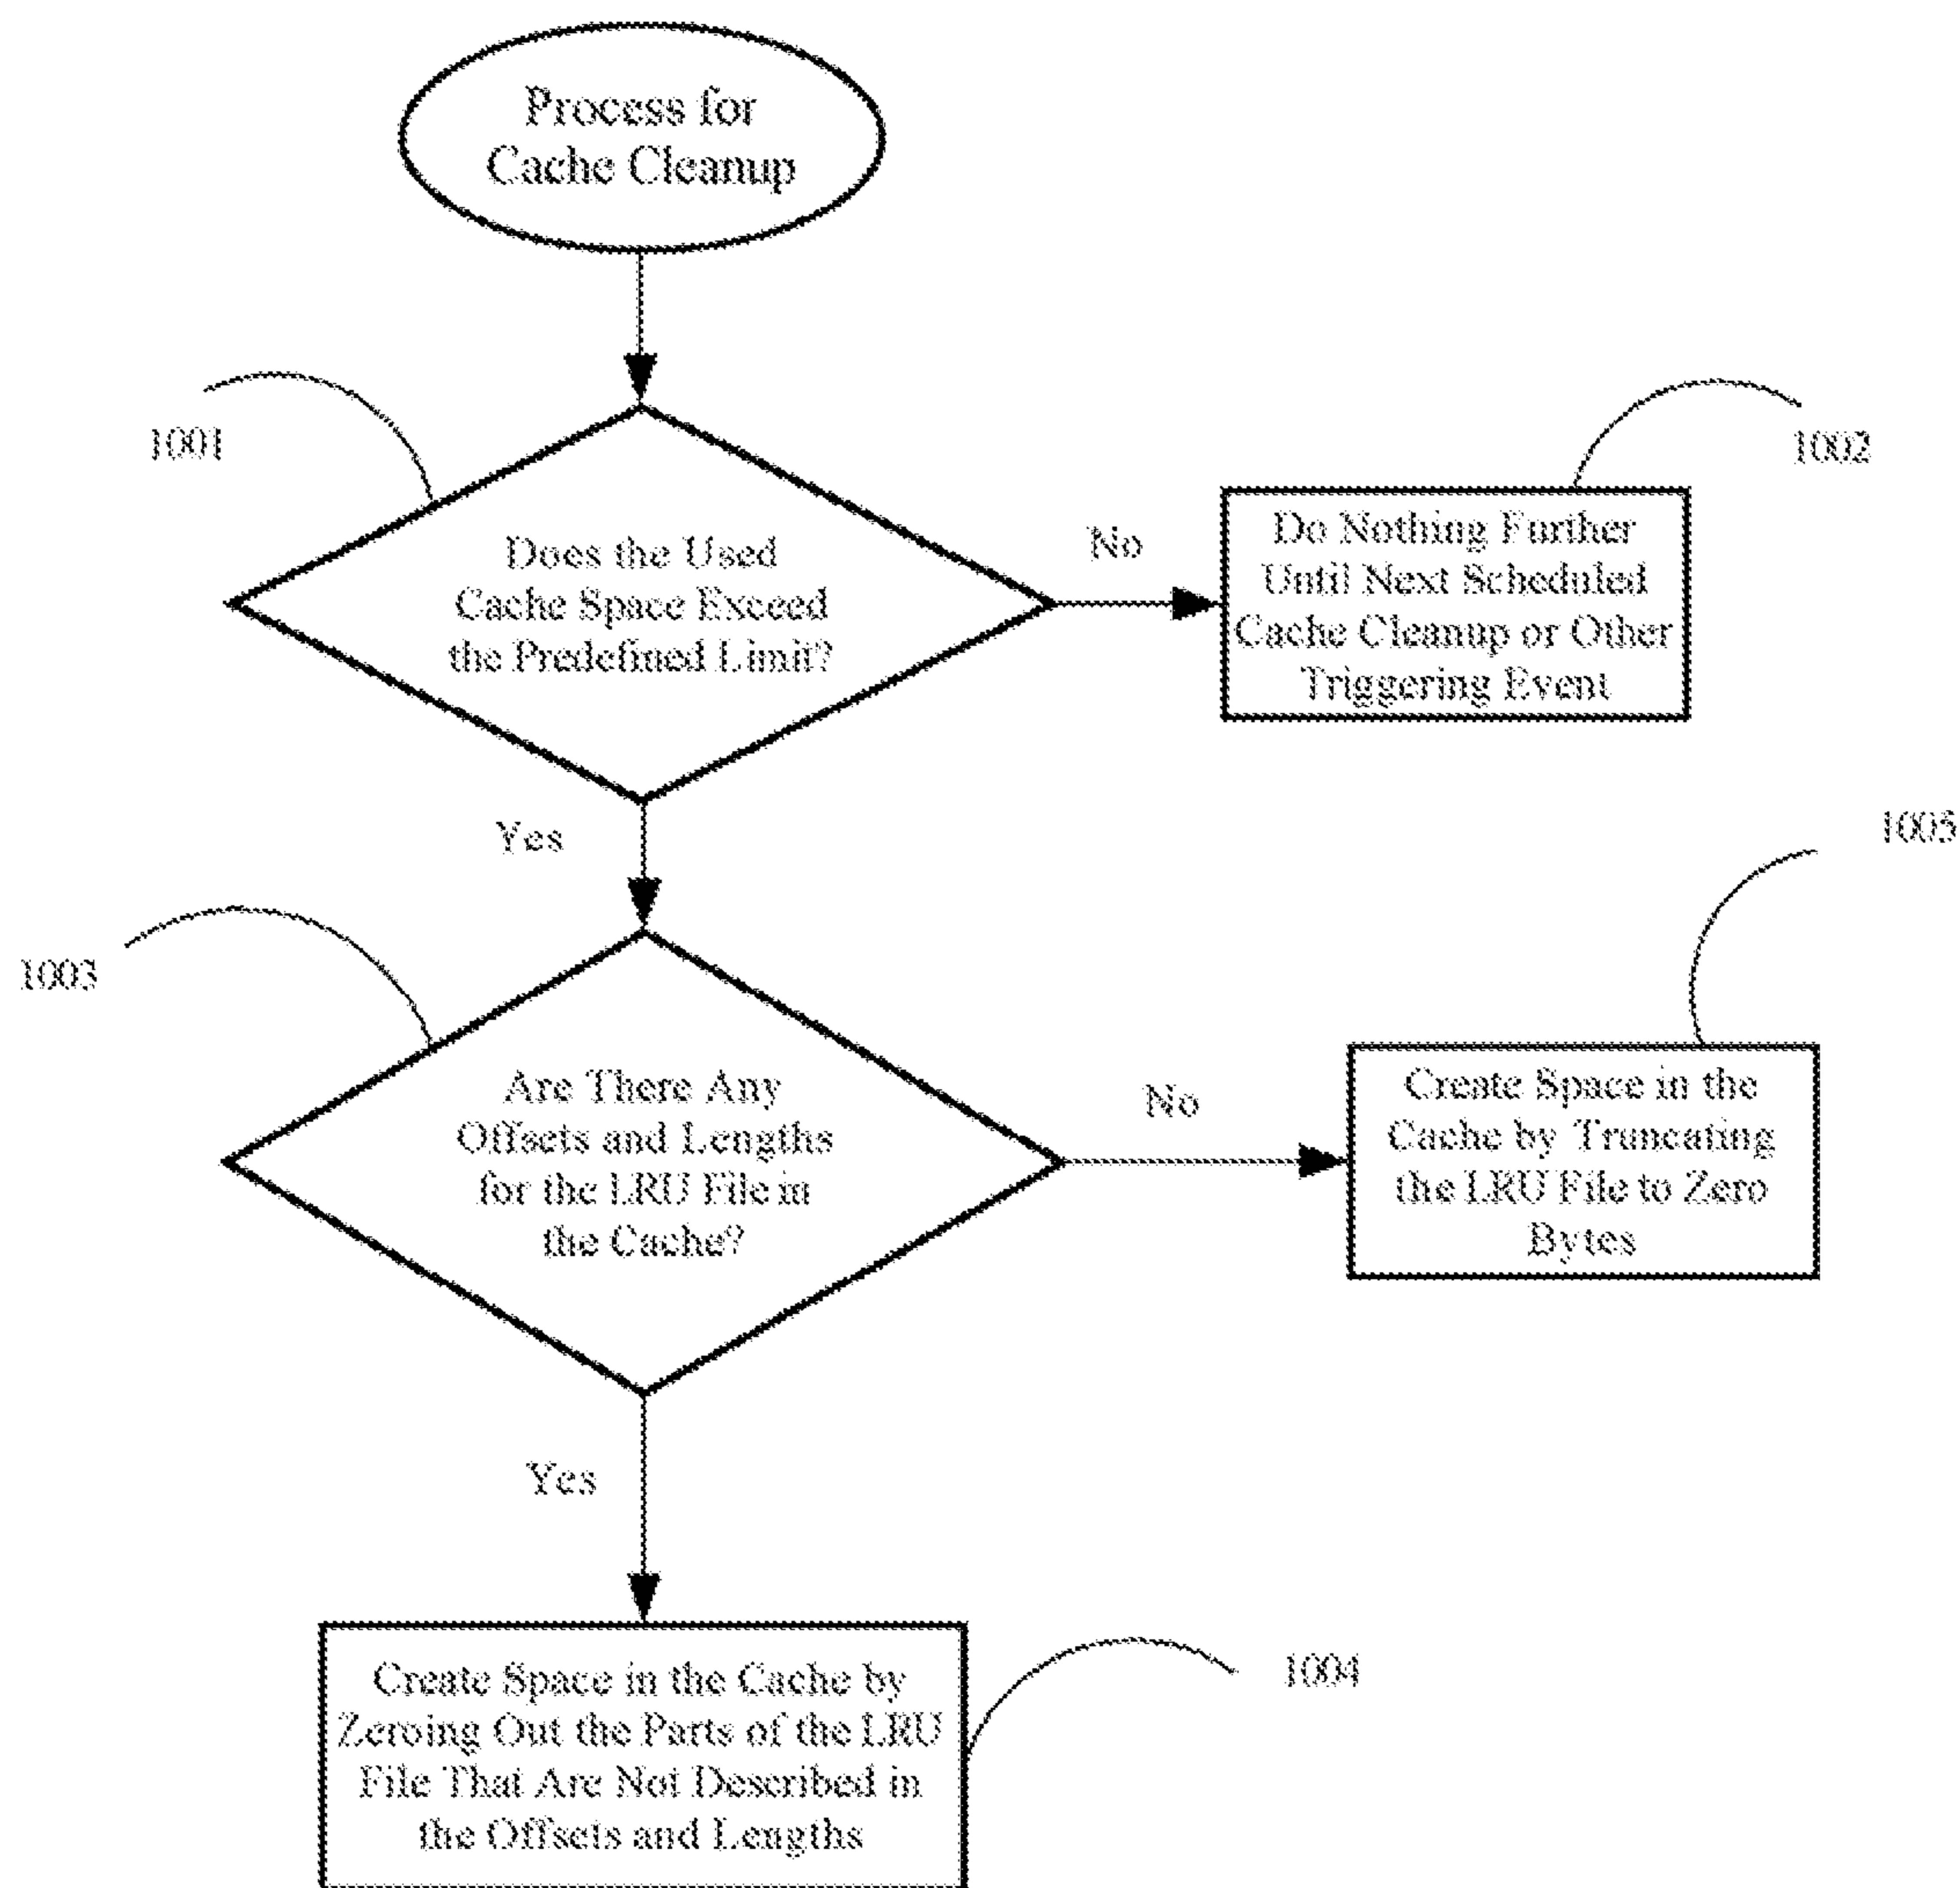 Process for
Cache Cleanup
1001
1002
Does the Used
Cache Space Exceed
the Predefined Limit?
No
Do Nothing Further
Until Next Scheduled
Cache Cleanup or Other
Triggering Event
Yes
1005
1003
Are There Any
Offsets and Lengths
for the LRU File in
the Cache?
No
Create Space in the
Cache by Truncating
the LRU File to Zero
Bytes
Yes
Create Space in the Cache by
Zeroing Out the Parts of the LRU
File That Are Not Described in
the Offsets and Lengths
1004